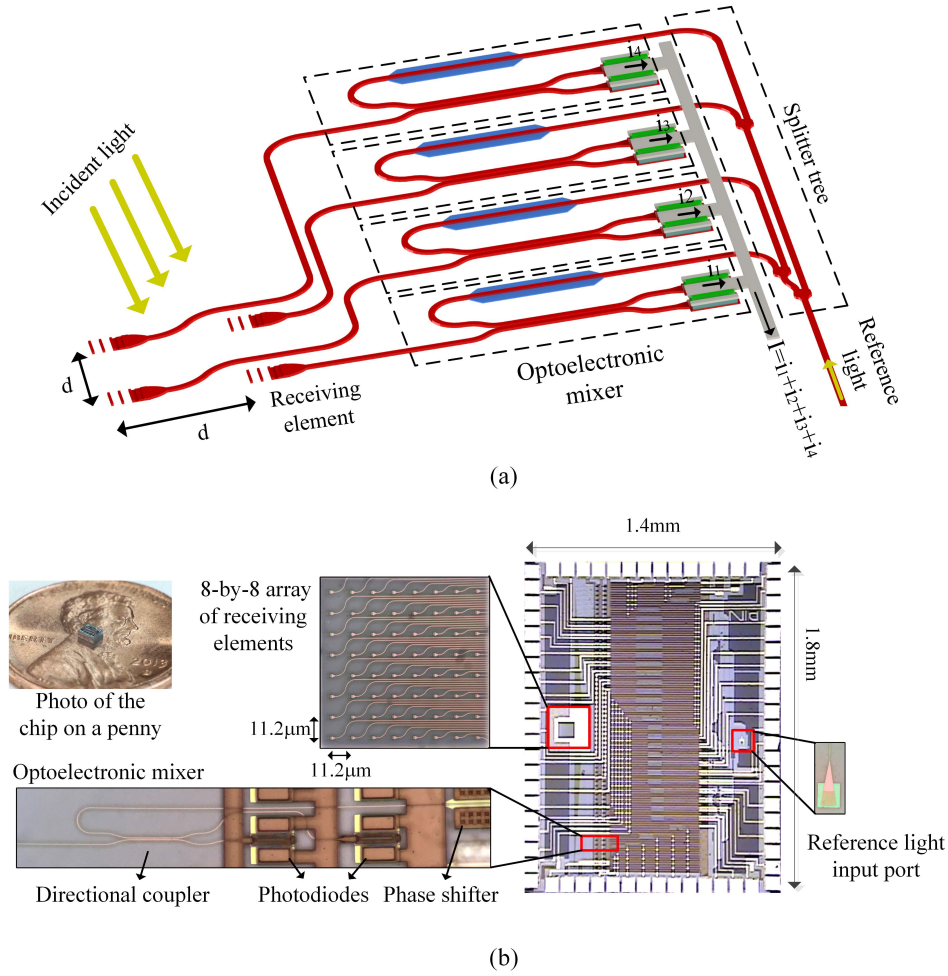 i4
i3
i2
i1
Incident light
Splitter tree
d
d
Receiving
element
Optoelectronic
mixer
I=i1+i2+i3+i4
Reference
light
(a)
1.4mm
8-by-8 array
of receiving
elements
1.8mm
2013
Photo of the
chip on a penny
11.2μm
11.2μm
Optoelectronic mixer
Directional coupler
Photodiodes
Phase shifter
Reference light
input port
(b)